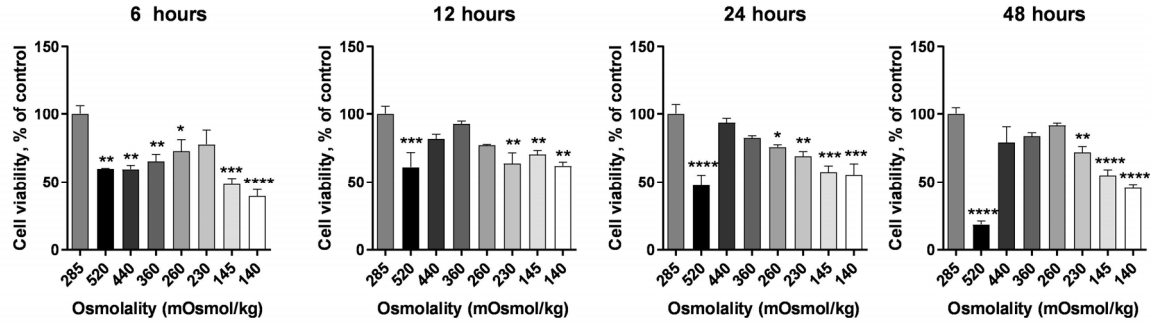 6 hours
12 hours
24 hours
48 hours
Cell viability, % of control
150
100
50
0
** ** ** * *** ****
285 520 440 360 260 230 145 140
Osmolality (mOsmol/kg)
Cell viability, % of control
150
100
50
0
*** ** ** **
285 520 440 360 260 230 145 140
Osmolality (mOsmol/kg)
Cell viability, % of control
150
100
50
0
**** * ** *** ***
285 520 440 360 260 230 145 140
Osmolality (mOsmol/kg)
Cell viability, % of control
150
100
50
0
**** ** **** ****
285 520 440 360 260 230 145 140
Osmolality (mOsmol/kg)